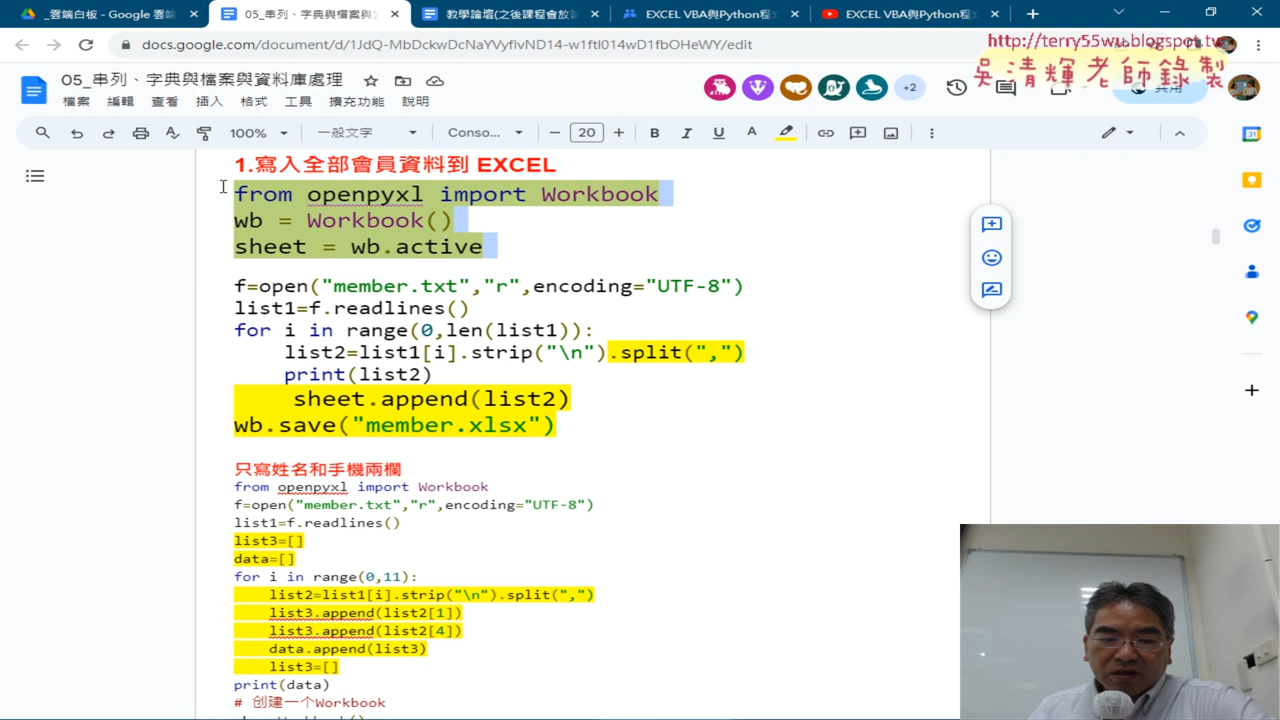 _雲端白板 - Google 雲端
05_串列、字典與檔案與資
教學論壇(之後課程會放
EXCEL VBA與Python程
EXCEL VBA與Python程
docs.google.com/document/d/1JdQ-MbDckwDcNaYVyflvND14-w1ftl014wD1fbOHeWY/edit
http://terry55wu.blogspot.tw
吳清輝老師錄製
05_串列、字典與檔案與資料庫處理
檔案 編輯 查看 插入 格式 工具 擴充功能 說明
+2
共用
100% 一般文字 Conso... 20 B I U A
1.寫入全部會員資料到 EXCEL
from openpyxl import Workbook
wb = Workbook()
sheet = wb.active
f=open("member.txt","r",encoding="UTF-8")
list1=f.readlines()
for i in range(0,len(list1)):
list2=list1[i].strip("\n").split(",")
print(list2)
sheet.append(list2)
wb.save("member.xlsx")
只寫姓名和手機兩欄
from openpyxl import Workbook
f=open("member.txt","r",encoding="UTF-8")
list1=f.readlines()
list3=[]
data=[]
for i in range(0,11):
list2=list1[i].strip("\n").split(",")
list3.append(list2[1])
list3.append(list2[4])
data.append(list3)
list3=[]
print(data)
# 创建一个Workbook